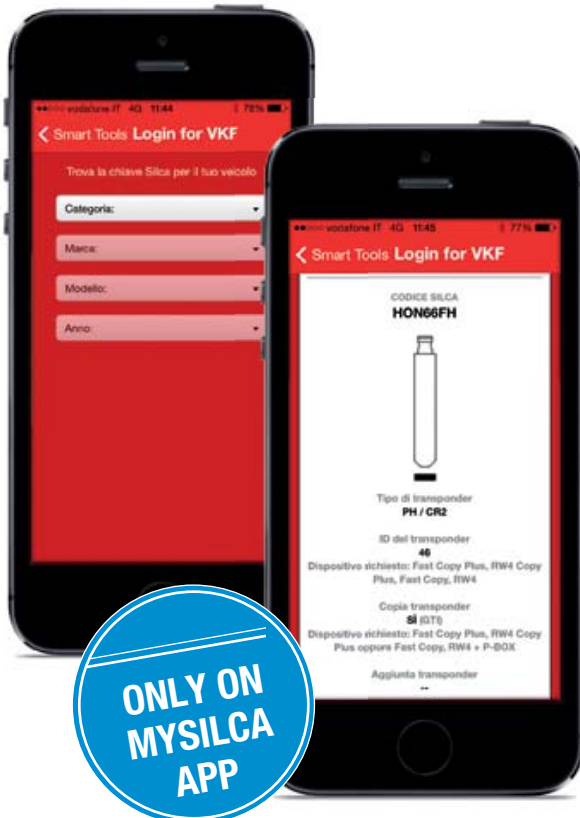 vodafone IT 4G 11:44 78%
Smart Tools Login for VKF
Trova la chiave Silca per il tuo veicolo
Categoria:
Marca:
Modello:
Anno:
vodafone IT 4G 11:45 77%
Smart Tools Login for VKF
CODICE SILCA
HON66FH
Tipo di transponder
PH / CR2
ID del transponder
46
Dispositivo richiesto: Fast Copy Plus, RW4 Copy
Plus, Fast Copy, RW4
Copia transponder
SÌ (GTI)
Dispositivo richiesto: Fast Copy Plus, RW4 Copy
Plus oppure Fast Copy, RW4 + P-BOX
Aggiunta transponder
--
ONLY ON
MYSILCA
APP